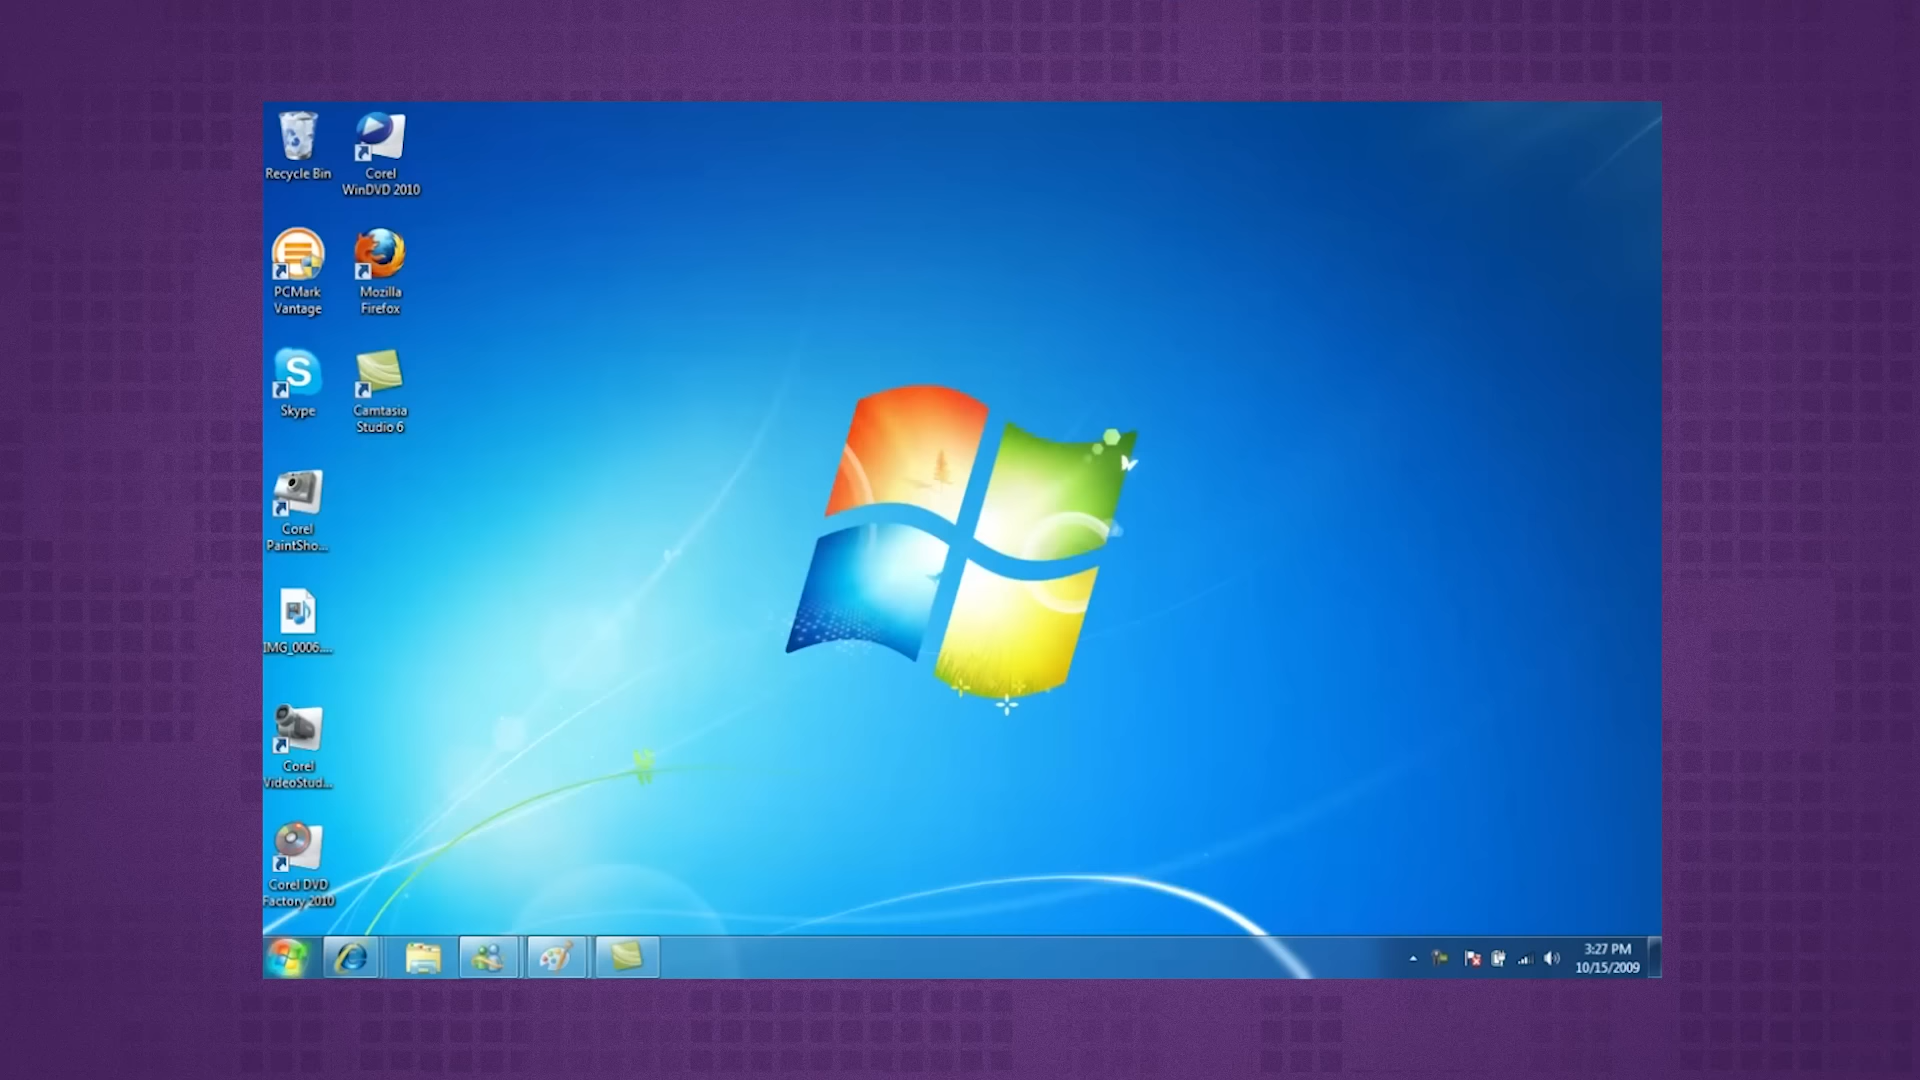 Recycle Bin
Corel
WinDVD 2010
PCMark
Vantage
Mozilla
Firefox
S
Skype
Camtasia
Studio 6
Corel
PaintSho...
IMG_0006....
Corel
VideoStud...
Corel DVD
Factory 2010
3:27 PM
10/15/2009